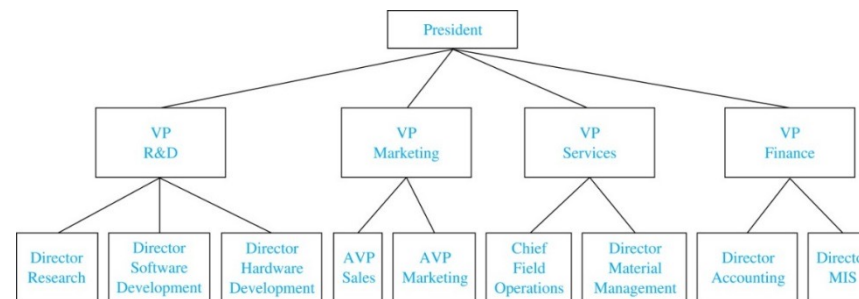 President
VP
R&D
VP
Marketing
VP
Services
VP
Finance
Director
Research
Director
Software
Development
Director
Hardware
Development
AVP
Sales
AVP
Marketing
Chief
Field
Operations
Director
Material
Management
Director
Accounting
Directo
MIS